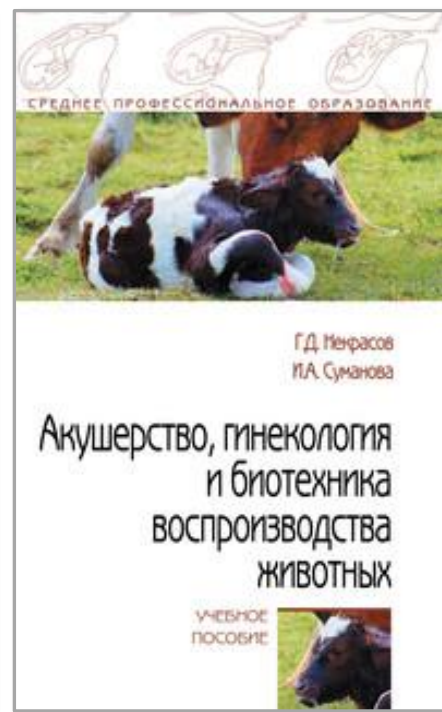 СРЕДНЕЕ ПРОФЕССИОНАЛЬНОЕ ОБРАЗОВАНИЕ
Г.Д. Некрасов
И.А. Суманова
Акушерство, гинекология
и биотехника
воспроизводства
животных
УЧЕБНОЕ
ПОСОБИЕ